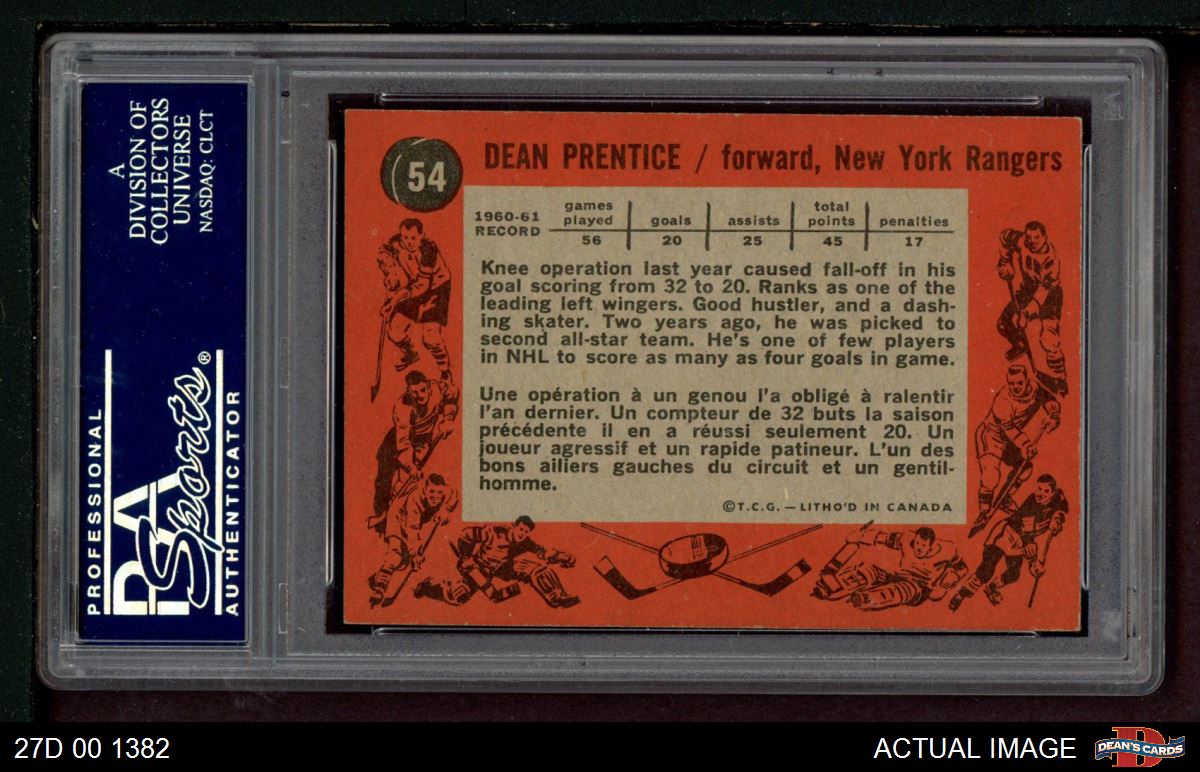 A
DIVISION OF
COLLECTORS
UNIVERSE
NASDAQ: CLCT
PROFESSIONAL
PSA
Sports®
AUTHENTICATOR
54
DEAN PRENTICE / forward, New York Rangers
1960-61 RECORD
games played goals assists total points penalties
56 20 25 45 17
Knee operation last year caused fall-off in his
goal scoring from 32 to 20. Ranks as one of the
leading left wingers. Good hustler, and a dash-
ing skater. Two years ago, he was picked to
second all-star team. He's one of few players
in NHL to score as many as four goals in game.
Une opération à un genou l'a obligé à ralentir
l'an dernier. Un compteur de 32 buts la saison
précédente il en a réussi seulement 20. Un
joueur agressif et un rapide patineur. L'un des
bons ailiers gauches du circuit et un gentil-
homme.
©T.C.G. — LITHO'D IN CANADA
27D 00 1382
ACTUAL IMAGE
D
DEAN'S CARDS